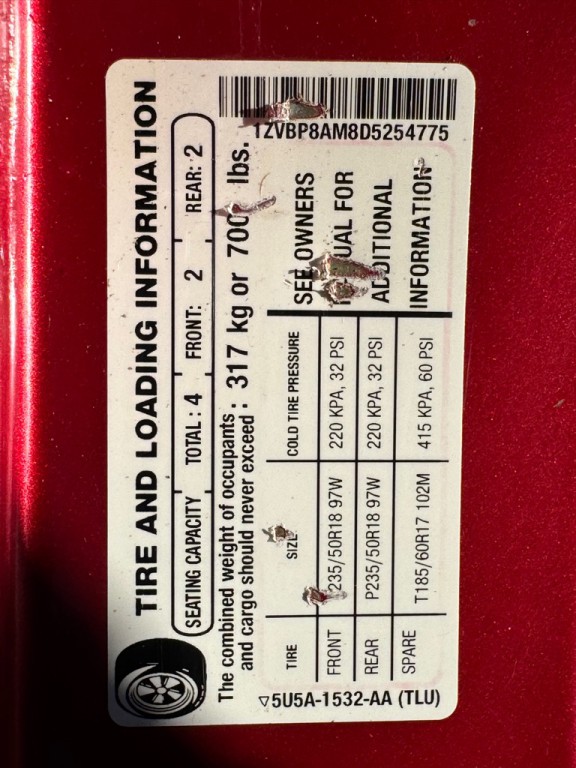 TIRE AND LOADING INFORMATION
SEATING CAPACITY TOTAL : 4 FRONT: 2 REAR: 2
The combined weight of occupants
and cargo should never exceed : 317 kg or 700 lbs.
1ZVBP8AM8D5254775
TIRE SIZE COLD TIRE PRESSURE
FRONT 235/50R18 97W 220 KPA, 32 PSI
REAR P235/50R18 97W 220 KPA, 32 PSI
SPARE T185/60R17 102M 415 KPA, 60 PSI
SEE OWNERS
UAL FOR
ADDITIONAL
INFORMATION
5U5A-1532-AA (TLU)